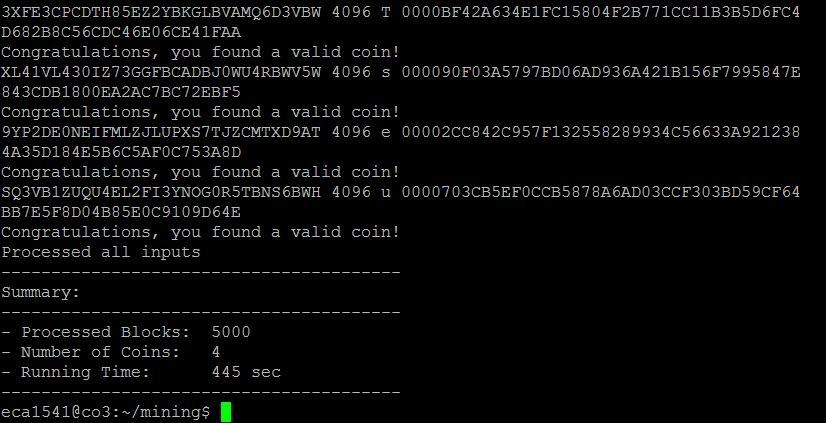 3XFE3CPCDTH85EZ2YBKGLBVAMQ6D3VBW 4096 T 0000BF42A634E1FC15804F2B771CC11B3B5D6FC4
D682B8C56CDC46E06CE41FAA
Congratulations, you found a valid coin!
XL41VL430IZ73GGFBCADBJ0WU4RBWV5W 4096 s 000090F03A5797BD06AD936A421B156F7995847E
843CDB1800EA2AC7BC72EBF5
Congratulations, you found a valid coin!
9YP2DE0NEIFMLZJLUPXS7TJZCMTXD9AT 4096 e 00002CC842C957F132558289934C56633A921238
4A35D184E5B6C5AF0C753A8D
Congratulations, you found a valid coin!
SQ3VB1ZUQU4EL2FI3YNOG0R5TBNS6BWH 4096 u 0000703CB5EF0CCB5878A6AD03CCF303BD59CF64
BB7E5F8D04B85E0C9109D64E
Congratulations, you found a valid coin!
Processed all inputs
----------------------------------------
Summary:
----------------------------------------
- Processed Blocks:  5000
- Number of Coins:   4
- Running Time:      445 sec
----------------------------------------
eca1541@co3:~/mining$